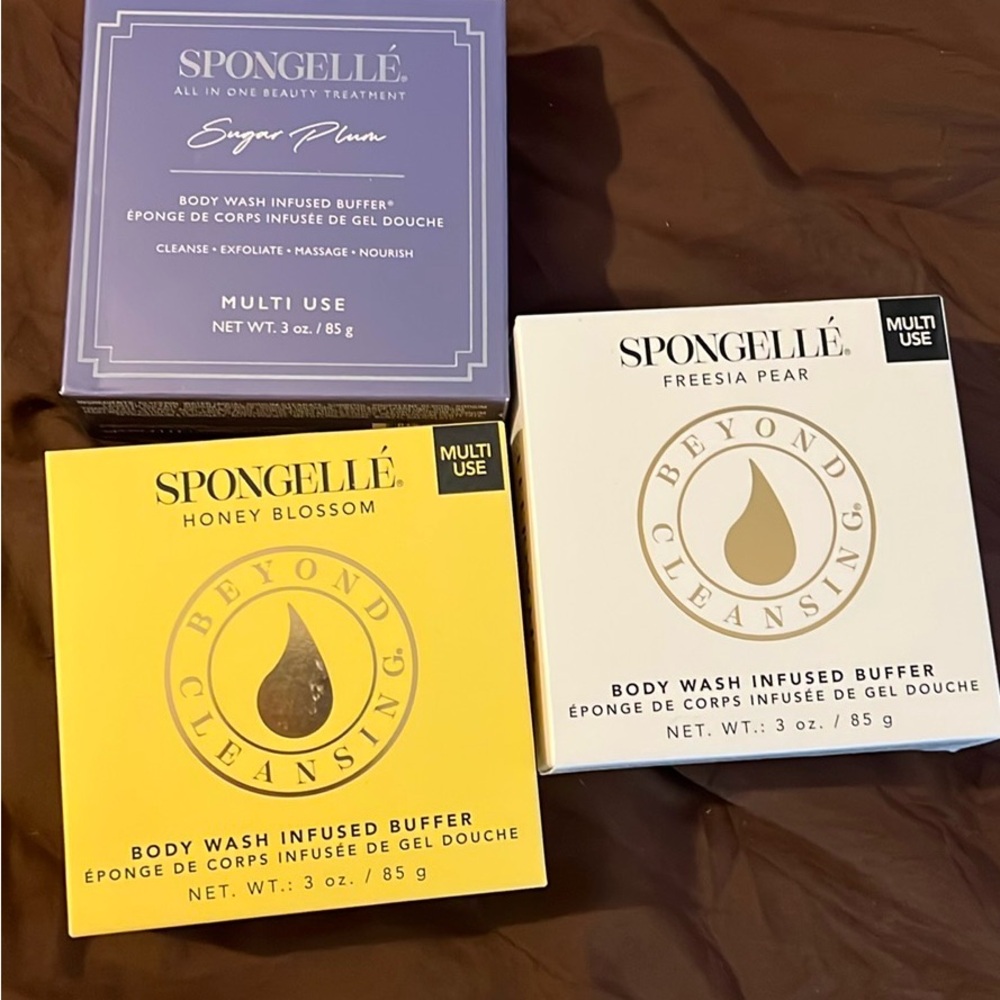 SPONGELLÉ®
ALL IN ONE BEAUTY TREATMENT
Sugar Plum
BODY WASH INFUSED BUFFER®
ÉPONGE DE CORPS INFUSÉE DE GEL DOUCHE
CLEANSE • EXFOLIATE • MASSAGE • NOURISH
MULTI USE
NET WT. 3 oz. / 85 g
MULTI
USE
SPONGELLÉ®
HONEY BLOSSOM
BEYOND
CLEANSING®
BODY WASH INFUSED BUFFER
ÉPONGE DE CORPS INFUSÉE DE GEL DOUCHE
NET. WT.: 3 oz. / 85 g
MULTI
USE
SPONGELLÉ®
FREESIA PEAR
BEYOND
CLEANSING®
BODY WASH INFUSED BUFFER
ÉPONGE DE CORPS INFUSÉE DE GEL DOUCHE
NET. WT.: 3 oz. / 85 g